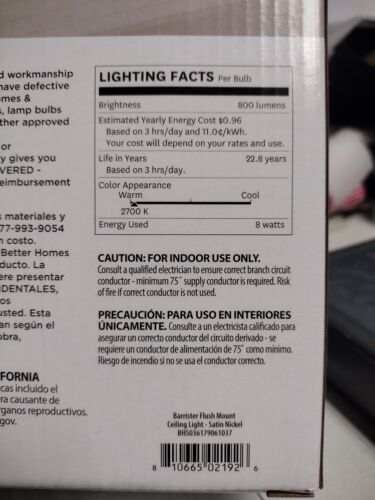 d workmanship
have defective
omes &
s, lamp bulbs
ther approved
or
y gives you
VERED -
eimbursement
s materiales y
77-993-9054
n costo.
Better Homes
ducto. La
ere presentar
IDENTALES,
os
usted. Esta
an según el
obra,
FORNIA
cas incluido el
ra causante de
rganos reproductivos.
gov.
LIGHTING FACTS Per Bulb
Brightness 800 lumens
Estimated Yearly Energy Cost $0.96
Based on 3 hrs/day and 11.0¢/kWh.
Your cost will depend on your rates and use.
Life in Years 22.8 years
Based on 3 hrs/day.
Color Appearance
Warm Cool
2700 K
Energy Used 8 watts
CAUTION: FOR INDOOR USE ONLY.
Consult a qualified electrician to ensure correct branch circuit
conductor - minimum 75˚ supply conductor is required. Risk
of fire if correct conductor is not used.
PRECAUCIÓN: PARA USO EN INTERIORES
ÚNICAMENTE. Consulte a un electricista calificado para
asegurar un correcto conductor del circuito derivado - se
requiere un conductor de alimentación de 75˚ como mínimo.
Riesgo de incendio si no se usa el conductor correcto.
Barrister Flush Mount
Ceiling Light - Satin Nickel
BHS036179061037
8 10665 02192 6